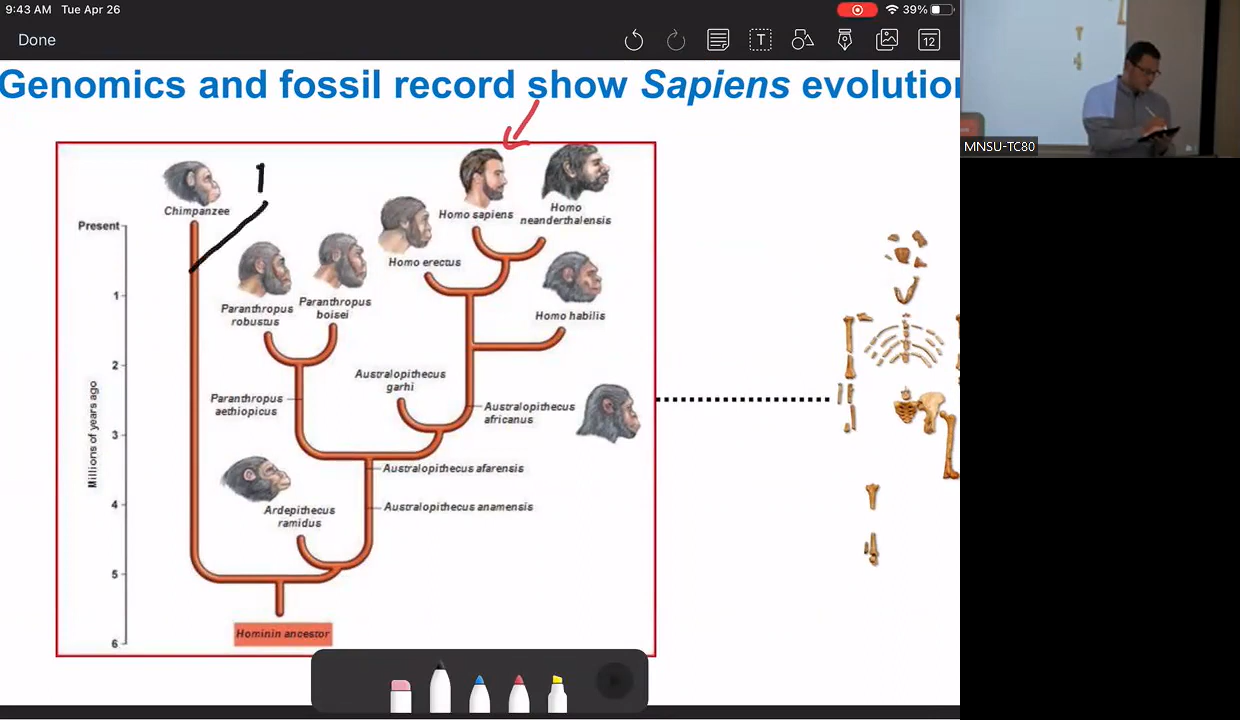 9:43 AM Tue Apr 26
39%
Done
T
12
Genomics and fossil record show Sapiens evolution
MNSU-TC80
1
Chimpanzee
Homo sapiens
Homo
neanderthalensis
Present
Homo erectus
Paranthropus
robustus
Paranthropus
boisei
1
Homo habilis
2
Australopithecus
garhi
Paranthropus
aethiopicus
Australopithecus
africanus
Millions of years ago
3
Australopithecus afarensis
4
Ardepithecus
ramidus
Australopithecus anamensis
5
Hominin ancestor
6